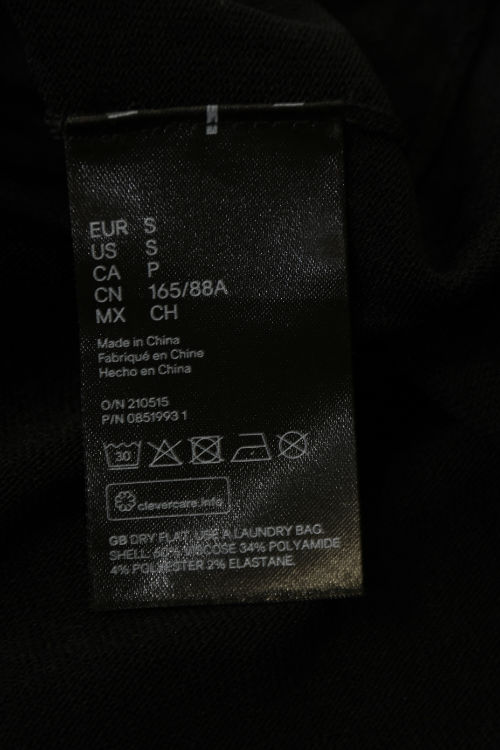 EUR S
US S
CA P
CN 165/88A
MX CH
Made in China
Fabriqué en Chine
Hecho en China
O/N 210515
P/N 0851993 1
30
clevercare.info
GB DRY FLAT. USE A LAUNDRY BAG.
SHELL: 60% VISCOSE 34% POLYAMIDE
4% POLYESTER 2% ELASTANE.